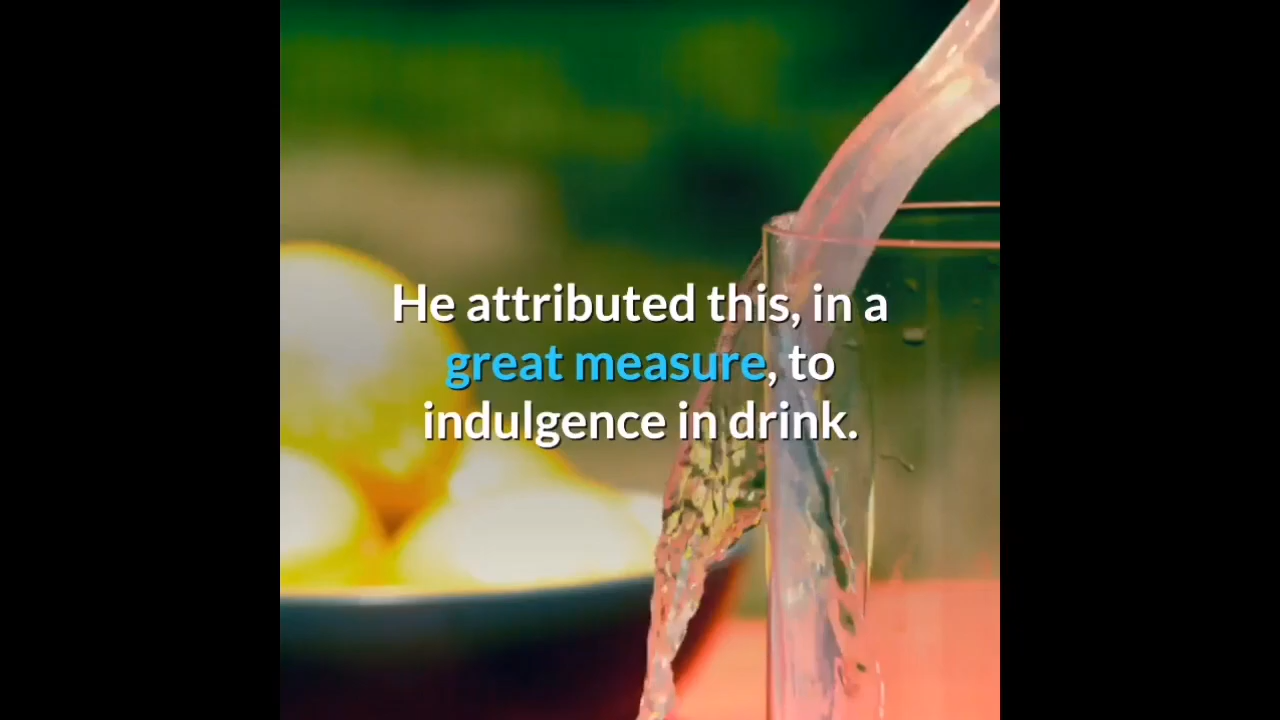 He attributed this, in a
great measure, to
indulgence in drink.